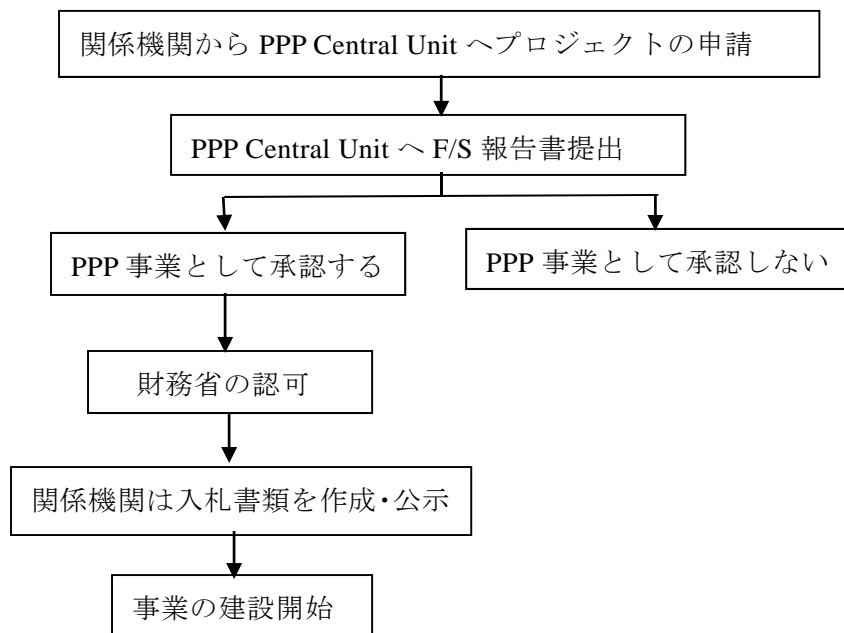 関係機関から PPP Central Unit へプロジェクトの申請
PPP Central Unit へ F/S 報告書提出
PPP 事業として承認する
PPP 事業として承認しない
財務省の認可
関係機関は入札書類を作成・公示
事業の建設開始